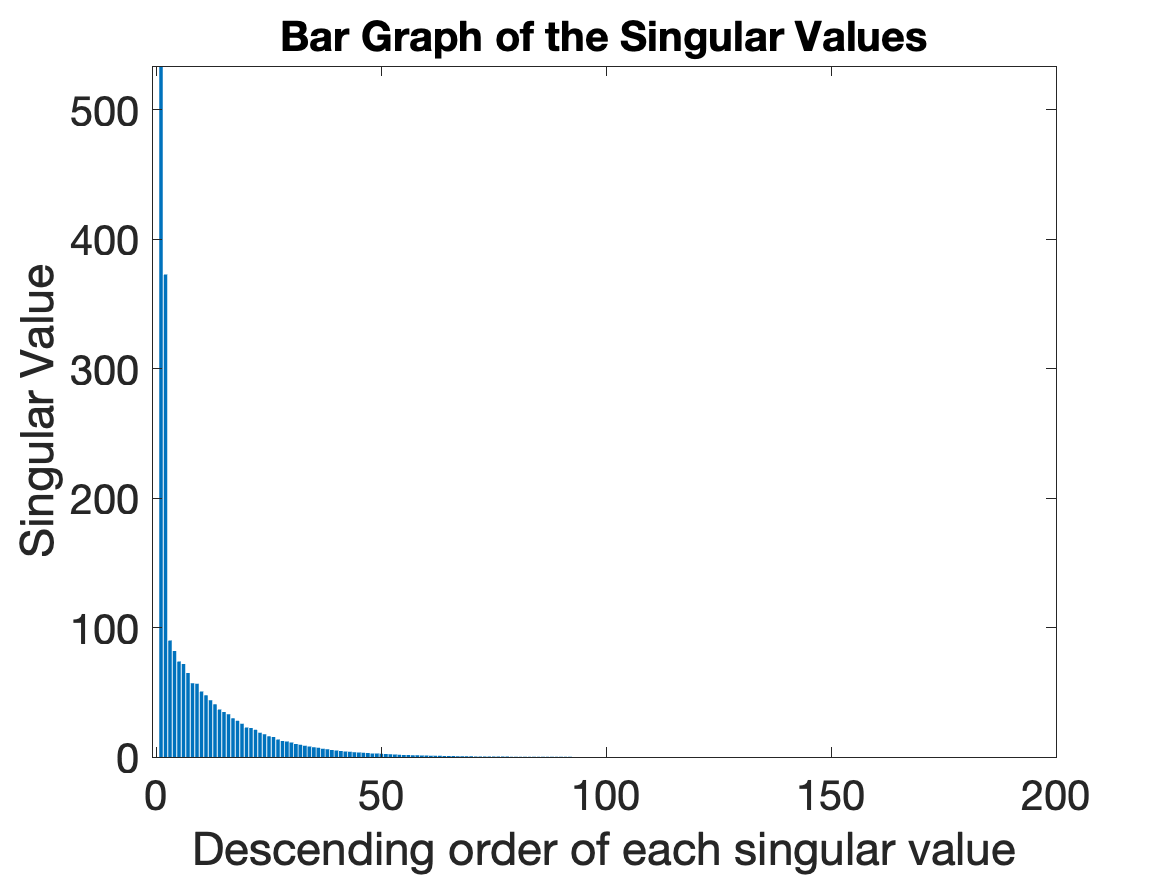 Bar Graph of the Singular Values
500
400
300
200
100
0
Singular Value
0 50 100 150 200
Descending order of each singular value